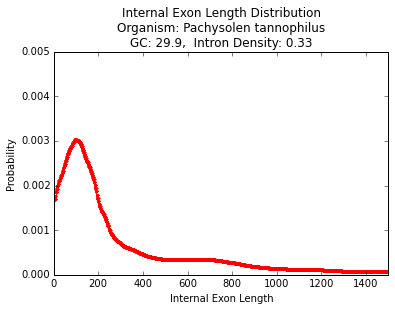 Internal Exon Length Distribution
Organism: Pachysolen tannophilus
GC: 29.9,  Intron Density: 0.33
0.005
0.004
0.003
0.002
0.001
0.000
Probability
0 200 400 600 800 1000 1200 1400
Internal Exon Length